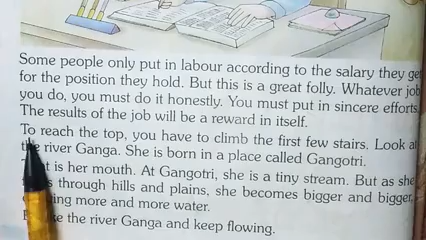 Some people only put in labour according to the salary they get
for the position they hold. But this is a great folly. Whatever job
you do, you must do it honestly. You must put in sincere efforts.
The results of the job will be a reward in itself.
To reach the top, you have to climb the first few stairs. Look at
the river Ganga. She is born in a place called Gangotri.
is her mouth. At Gangotri, she is a tiny stream. But as she
through hills and plains, she becomes bigger and bigger,
more and more water.
the river Ganga and keep flowing.